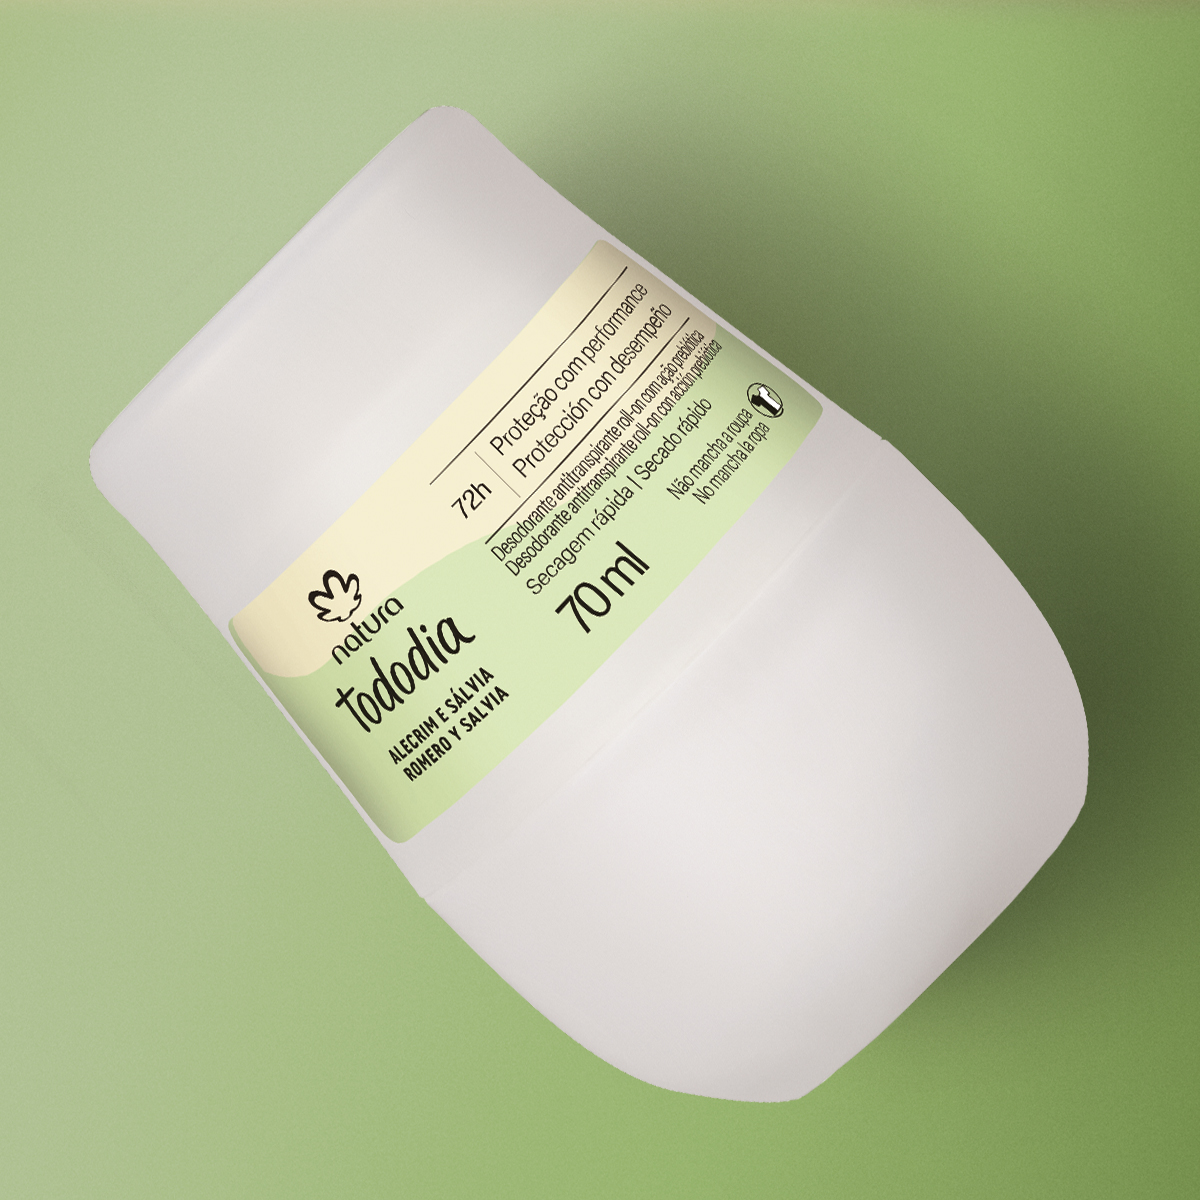 natura
tododia
ALECRIM E SÁLVIA
ROMERO Y SALVIA
72h
Proteção com performance
Protección con desempeño
Desodorante antitranspirante roll-on com ação prebiótica
Desodorante antitranspirante roll-on con acción prebiótica
Secagem rápida | Secado rápido
70 ml
Não mancha a roupa
No mancha la ropa